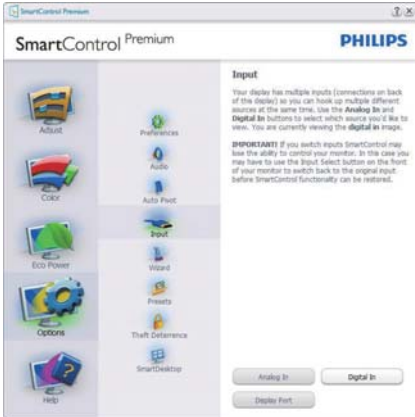 SmartControl Premium
SmartControl Premium
PHILIPS
Adjust
Color
Eco Power
Options
Help
Preferences
Audio
Auto Pivot
Input
Wizard
Presets
Theft Deterrence
SmartDesktop
Input
Your display has multiple inputs (connections on back
of this display) so you can hook up multiple different
sources at the same time. Use the Analog In and
Digital In buttons to select which source you'd like to
view. You are currently viewing the digital in image.
IMPORTANT! If you switch inputs SmartControl may
lose the ability to control your monitor. In this case you
may have to use the Input Select button on the front
of your monitor to switch back to the original input
before SmartControl functionality can be restored.
Analog In
Digital In
Display Port